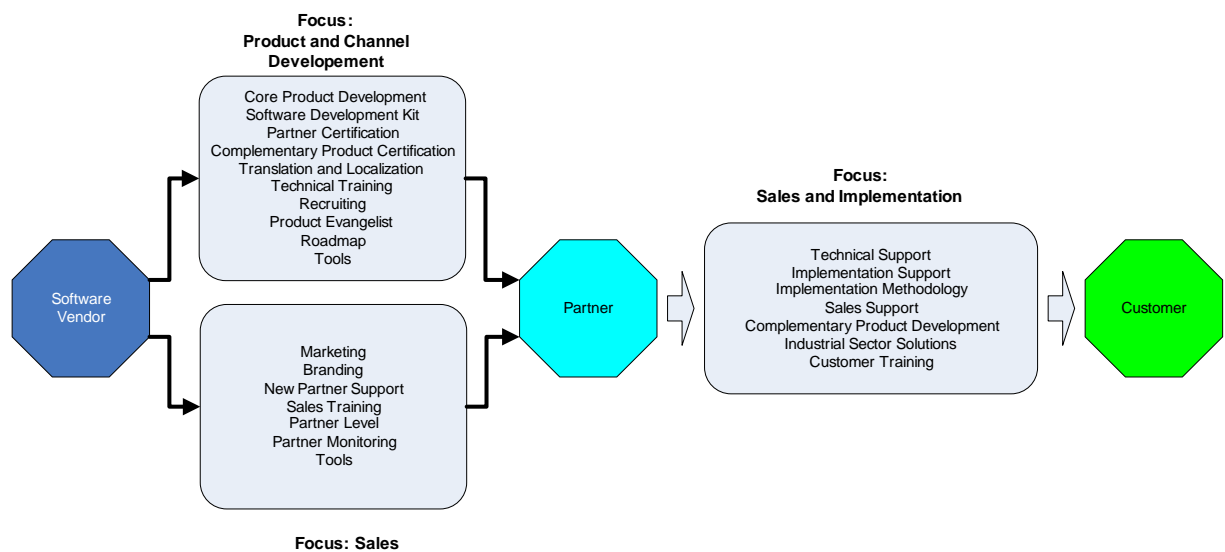 Focus:
Product and Channel
Developement
Core Product Development
Software Development Kit
Partner Certification
Complementary Product Certification
Translation and Localization
Technical Training
Recruiting
Product Evangelist
Roadmap
Tools
Software
Vendor
Marketing
Branding
New Partner Support
Sales Training
Partner Level
Partner Monitoring
Tools
Focus: Sales
Partner
Focus:
Sales and Implementation
Technical Support
Implementation Support
Implementation Methodology
Sales Support
Complementary Product Development
Industrial Sector Solutions
Customer Training
Customer